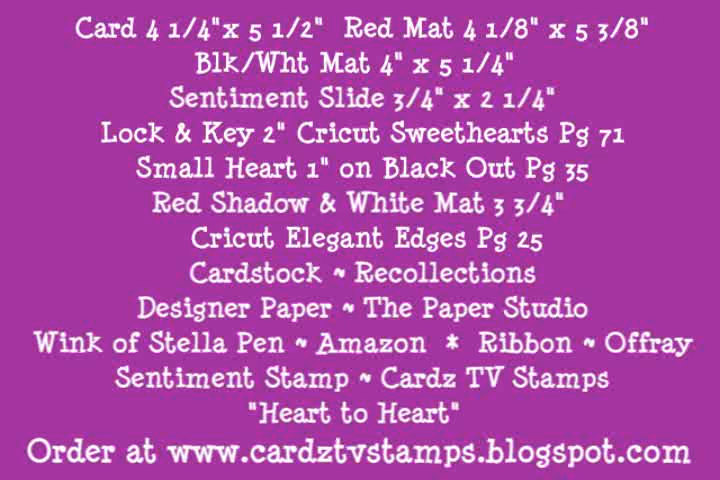 Card 4 1/4"x 5 1/2" Red Mat 4 1/8" x 5 3/8"
Blk/Wht Mat 4" x 5 1/4"
Sentiment Slide 3/4" x 2 1/4"
Lock & Key 2" Cricut Sweethearts Pg 71
Small Heart 1" on Black Out Pg 35
Red Shadow & White Mat 3 3/4"
Cricut Elegant Edges Pg 25
Cardstock ~ Recollections
Designer Paper ~ The Paper Studio
Wink of Stella Pen ~ Amazon * Ribbon ~ Offray
Sentiment Stamp ~ Cardz TV Stamps
"Heart to Heart"
Order at www.cardztvstamps.blogspot.com